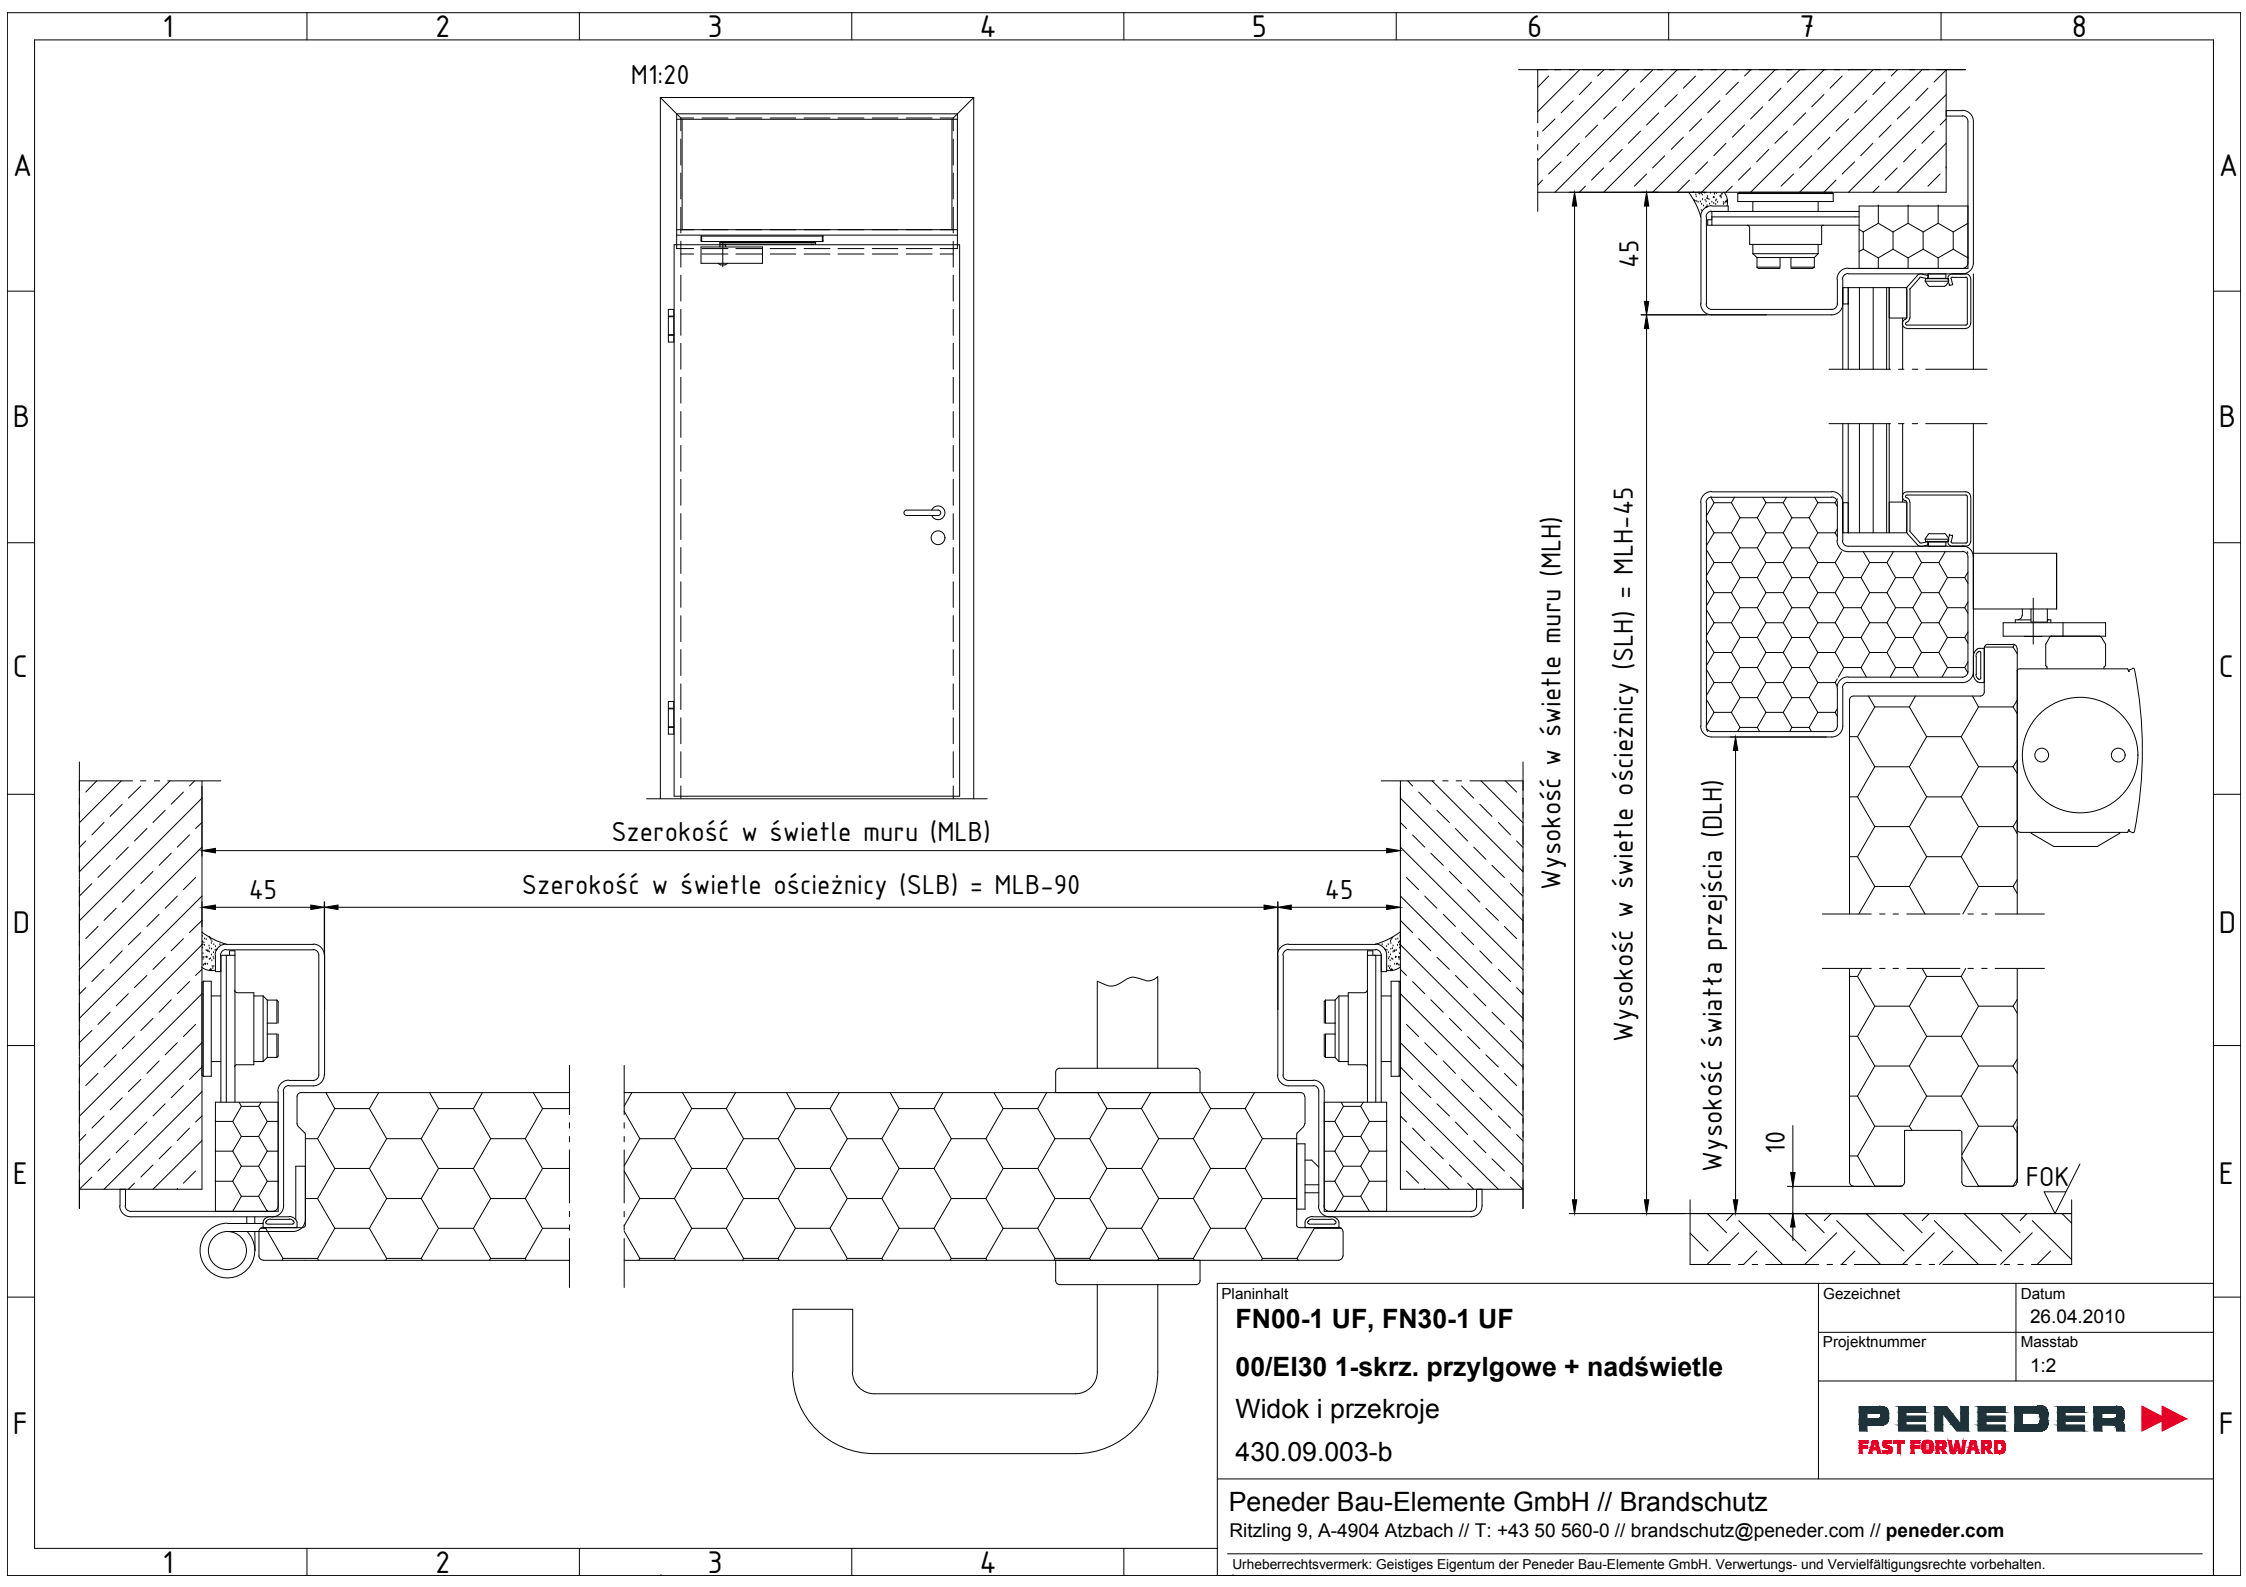 1 2 3 4 5 6 7 8
M1:20
A A
B B
C C
D D
E E
F F
45
Wysokość w świetle muru (MLH)
Wysokość w świetle ościeżnicy (SLH) = MLH-45
Wysokość światła przejścia (DLH)
10
FOK
Szerokość w świetle muru (MLB)
45
Szerokość w świetle ościeżnicy (SLB) = MLB-90
45
Planinhalt
FN00-1 UF, FN30-1 UF
00/EI30 1-skrz. przylgowe + nadświetle
Widok i przekroje
430.09.003-b
Gezeichnet
Datum
26.04.2010
Projektnummer
Masstab
1:2
PENEDER
FAST FORWARD
Peneder Bau-Elemente GmbH // Brandschutz
Ritzling 9, A-4904 Atzbach // T: +43 50 560-0 // brandschutz@peneder.com // peneder.com
Urheberrechtsvermerk: Geistiges Eigentum der Peneder Bau-Elemente GmbH. Verwertungs- und Vervielfältigungsrechte vorbehalten.
1 2 3 4